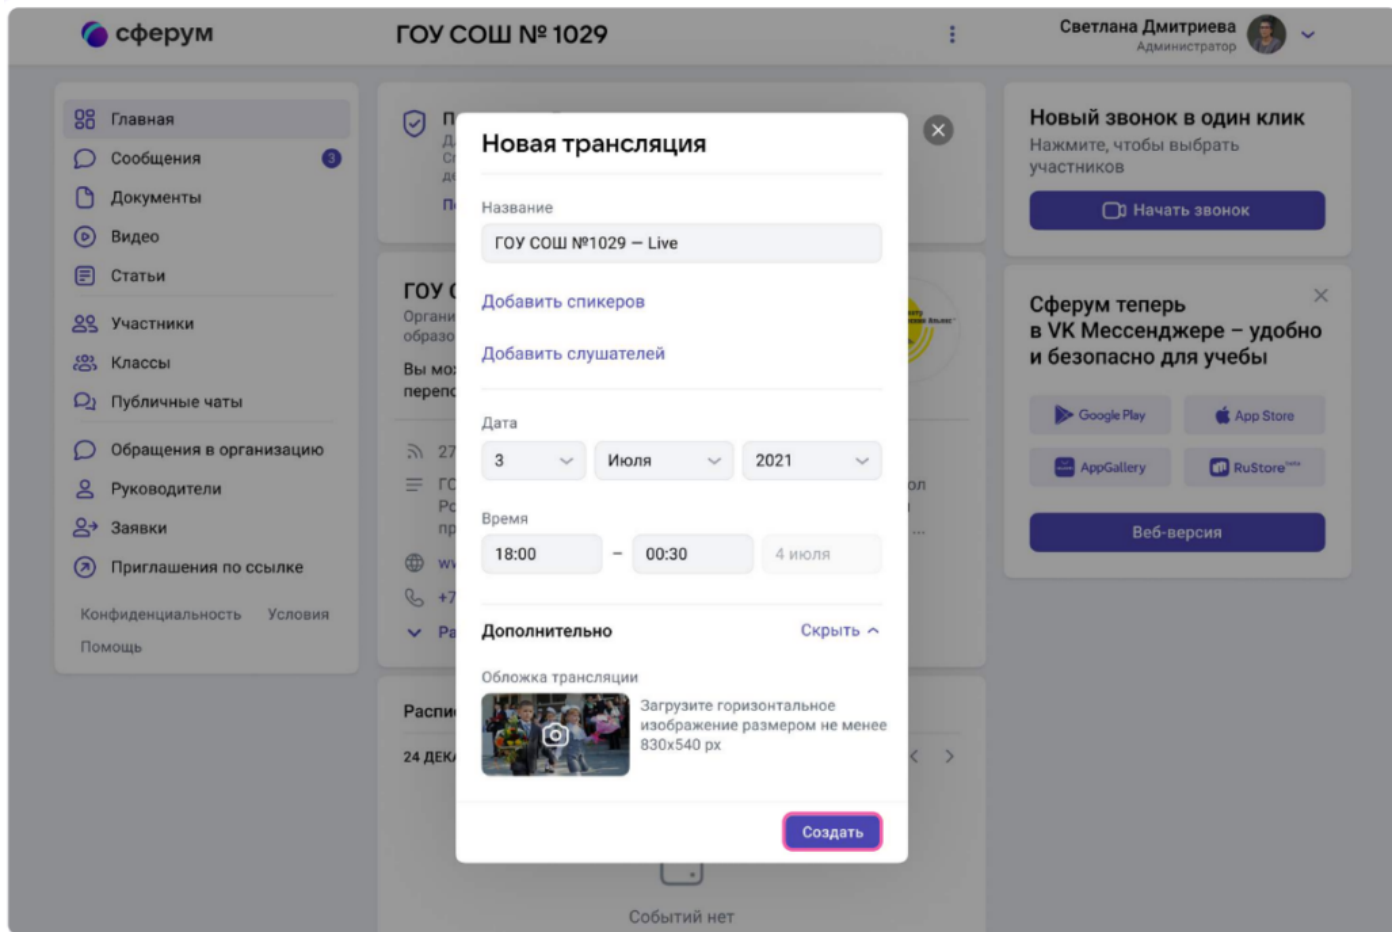 сферум
ГОУ СОШ № 1029
Светлана Дмитриева
Администратор
Главная
Сообщения
3
Документы
Видео
Статьи
Участники
Классы
Публичные чаты
Обращения в организацию
Руководители
Заявки
Приглашения по ссылке
Конфиденциальность Условия
Помощь
ГОУ
Органи
образо
Вы мо
перепо
27
+7
Распи
24 ДЕК
Событий нет
Новая трансляция
Название
ГОУ СОШ №1029 — Live
Добавить спикеров
Добавить слушателей
Дата
3 Июля 2021
Время
18:00 – 00:30 4 июля
Дополнительно Скрыть
Обложка трансляции
Загрузите горизонтальное
изображение размером не менее
830x540 px
Создать
Новый звонок в один клик
Нажмите, чтобы выбрать
участников
Начать звонок
Сферум теперь
в VK Мессенджере – удобно
и безопасно для учебы
Google Play App Store
AppGallery RuStore
Веб-версия